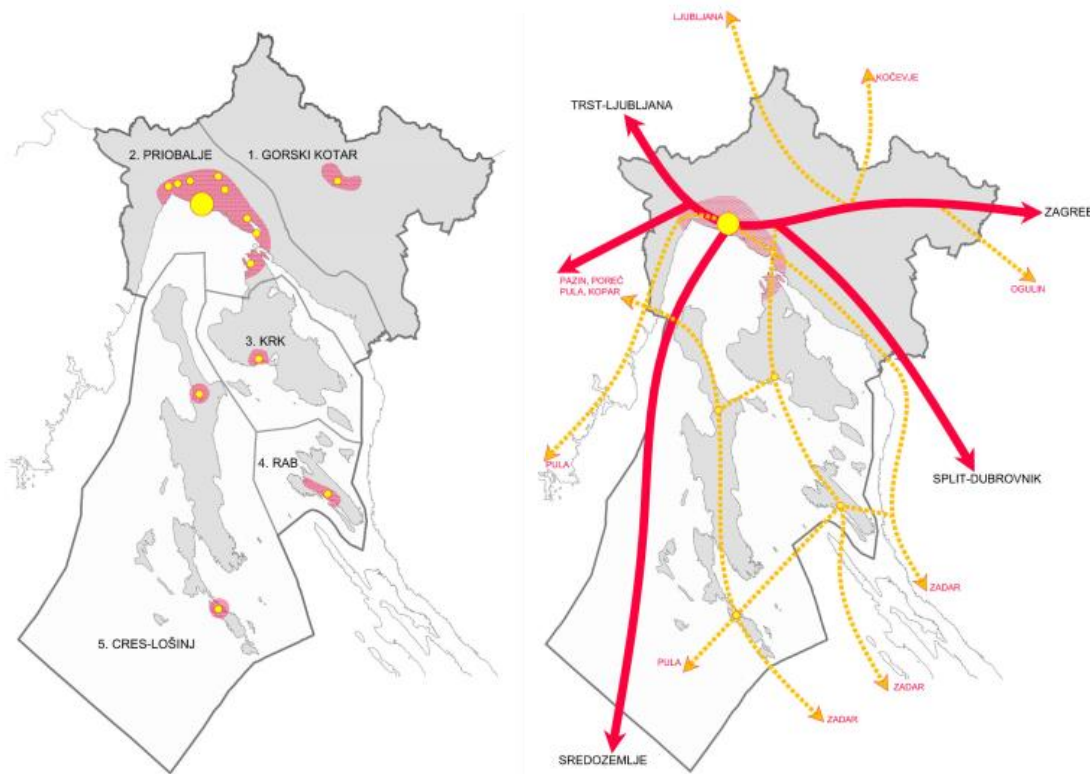 2. PRIOBALJE
1. GORSKI KOTAR
3. KRK
4. RAB
5. CRES-LOŠINJ
LJUBLJANA
KOČEVJE
TRST-LJUBLJANA
ZAGREB
PAZIN, POREČ
PULA, KOPAR
OGULIN
PULA
SPLIT-DUBROVNIK
ZADAR
PULA
ZADAR
ZADAR
SREDOZEMLJE